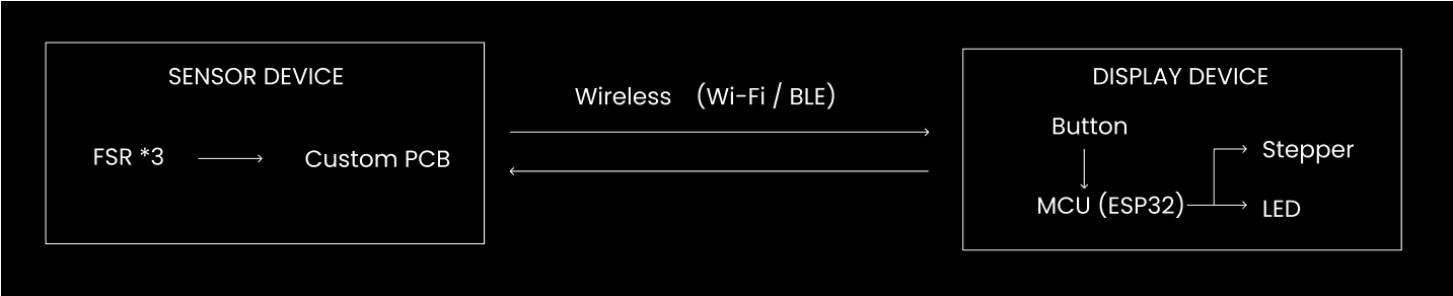 SENSOR DEVICE
FSR *3
Custom PCB
Wireless (Wi-Fi / BLE)
DISPLAY DEVICE
Button
MCU (ESP32)
Stepper
LED